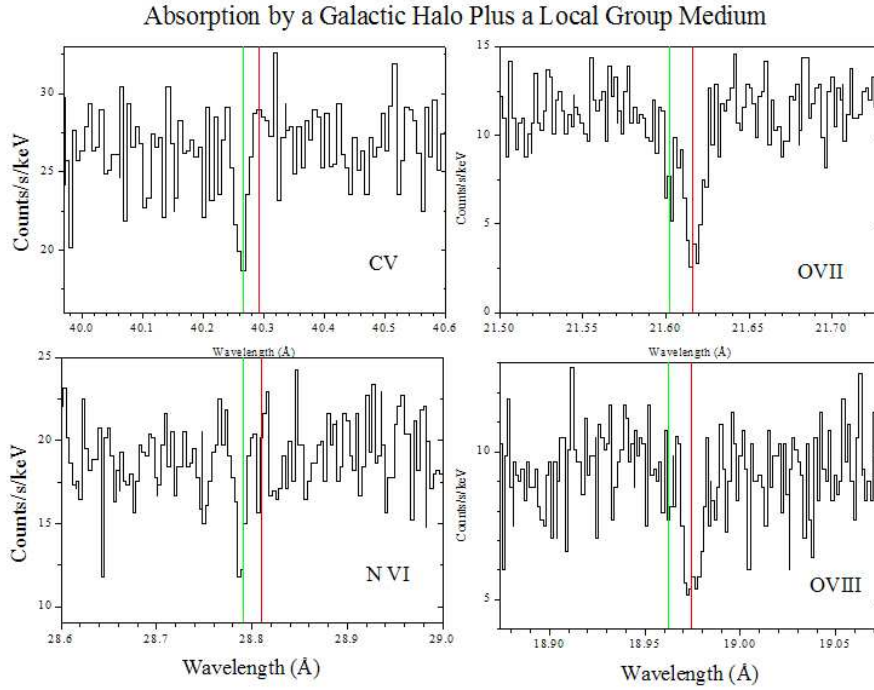 Absorption by a Galactic Halo Plus a Local Group Medium
Counts/s/keV
30
25
20
CV
40.0 40.1 40.2 40.3 40.4 40.5 40.6
Wavelength (Å)
Counts/s/keV
15
10
5
0
OVII
21.50 21.55 21.60 21.65 21.70
Wavelength (Å)
Counts/s/keV
25
20
15
10
N VI
28.6 28.7 28.8 28.9 29.0
Wavelength (Å)
Counts/s/keV
10
5
OVIII
18.90 18.95 19.00 19.05
Wavelength (Å)